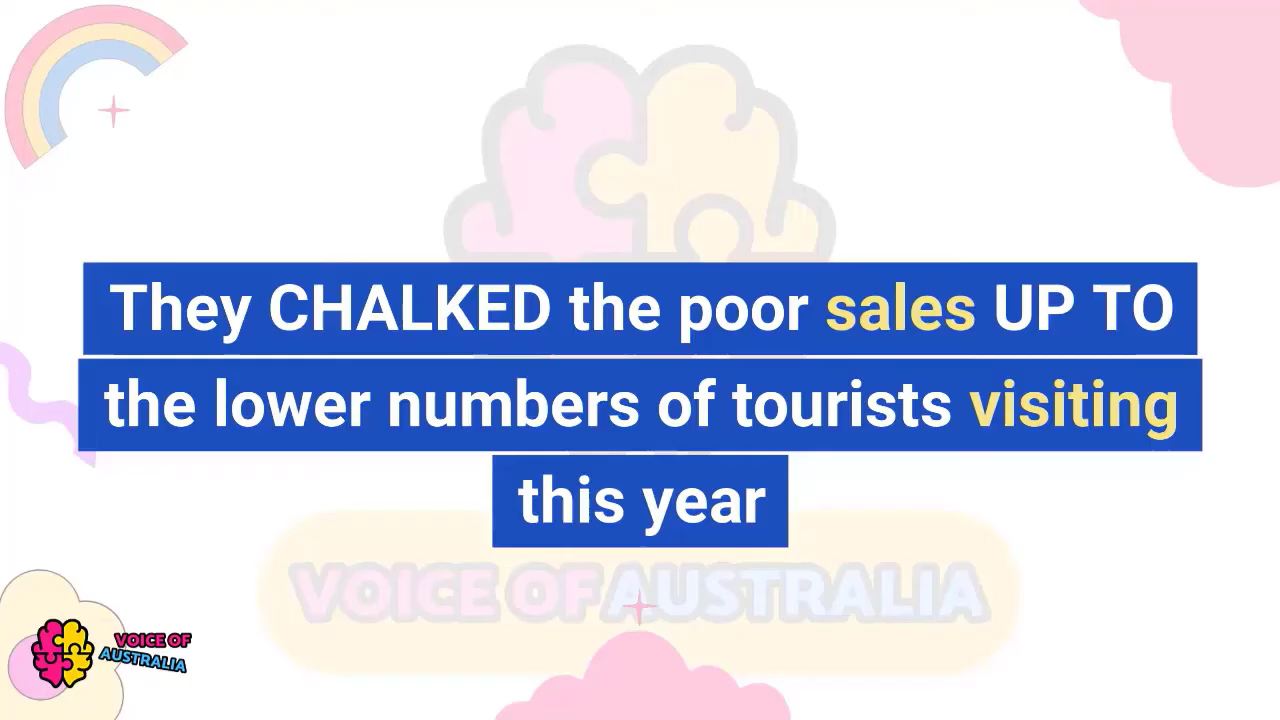 They CHALKED the poor sales UP TO
the lower numbers of tourists visiting
this year
VOICE OF AUSTRALIA
VOICE OF
AUSTRALIA